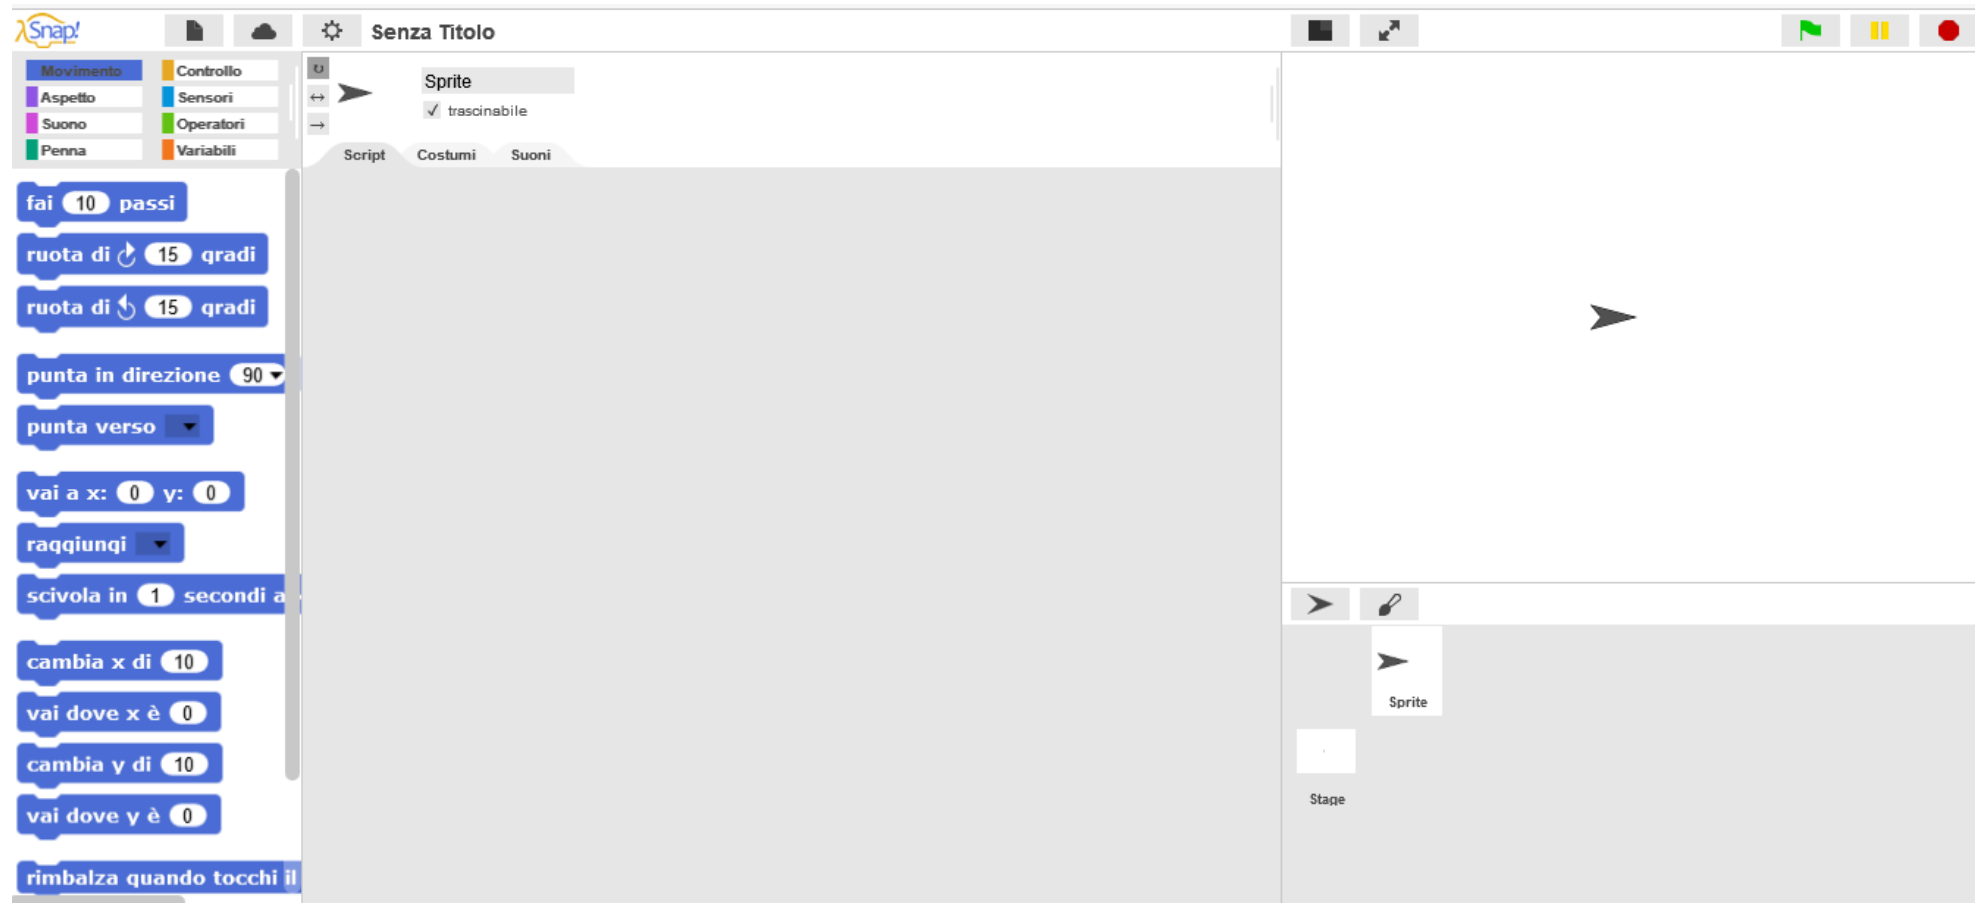 λSnap!
Senza Titolo
Movimento
Controllo
Aspetto
Sensori
Suono
Operatori
Penna
Variabili
Sprite
trascinabile
Script
Costumi
Suoni
fai 10 passi
ruota di 15 gradi
ruota di 15 gradi
punta in direzione 90
punta verso
vai a x: 0 y: 0
raggiungi
scivola in 1 secondi a
cambia x di 10
vai dove x è 0
cambia y di 10
vai dove y è 0
rimbalza quando tocchi il
Sprite
Stage